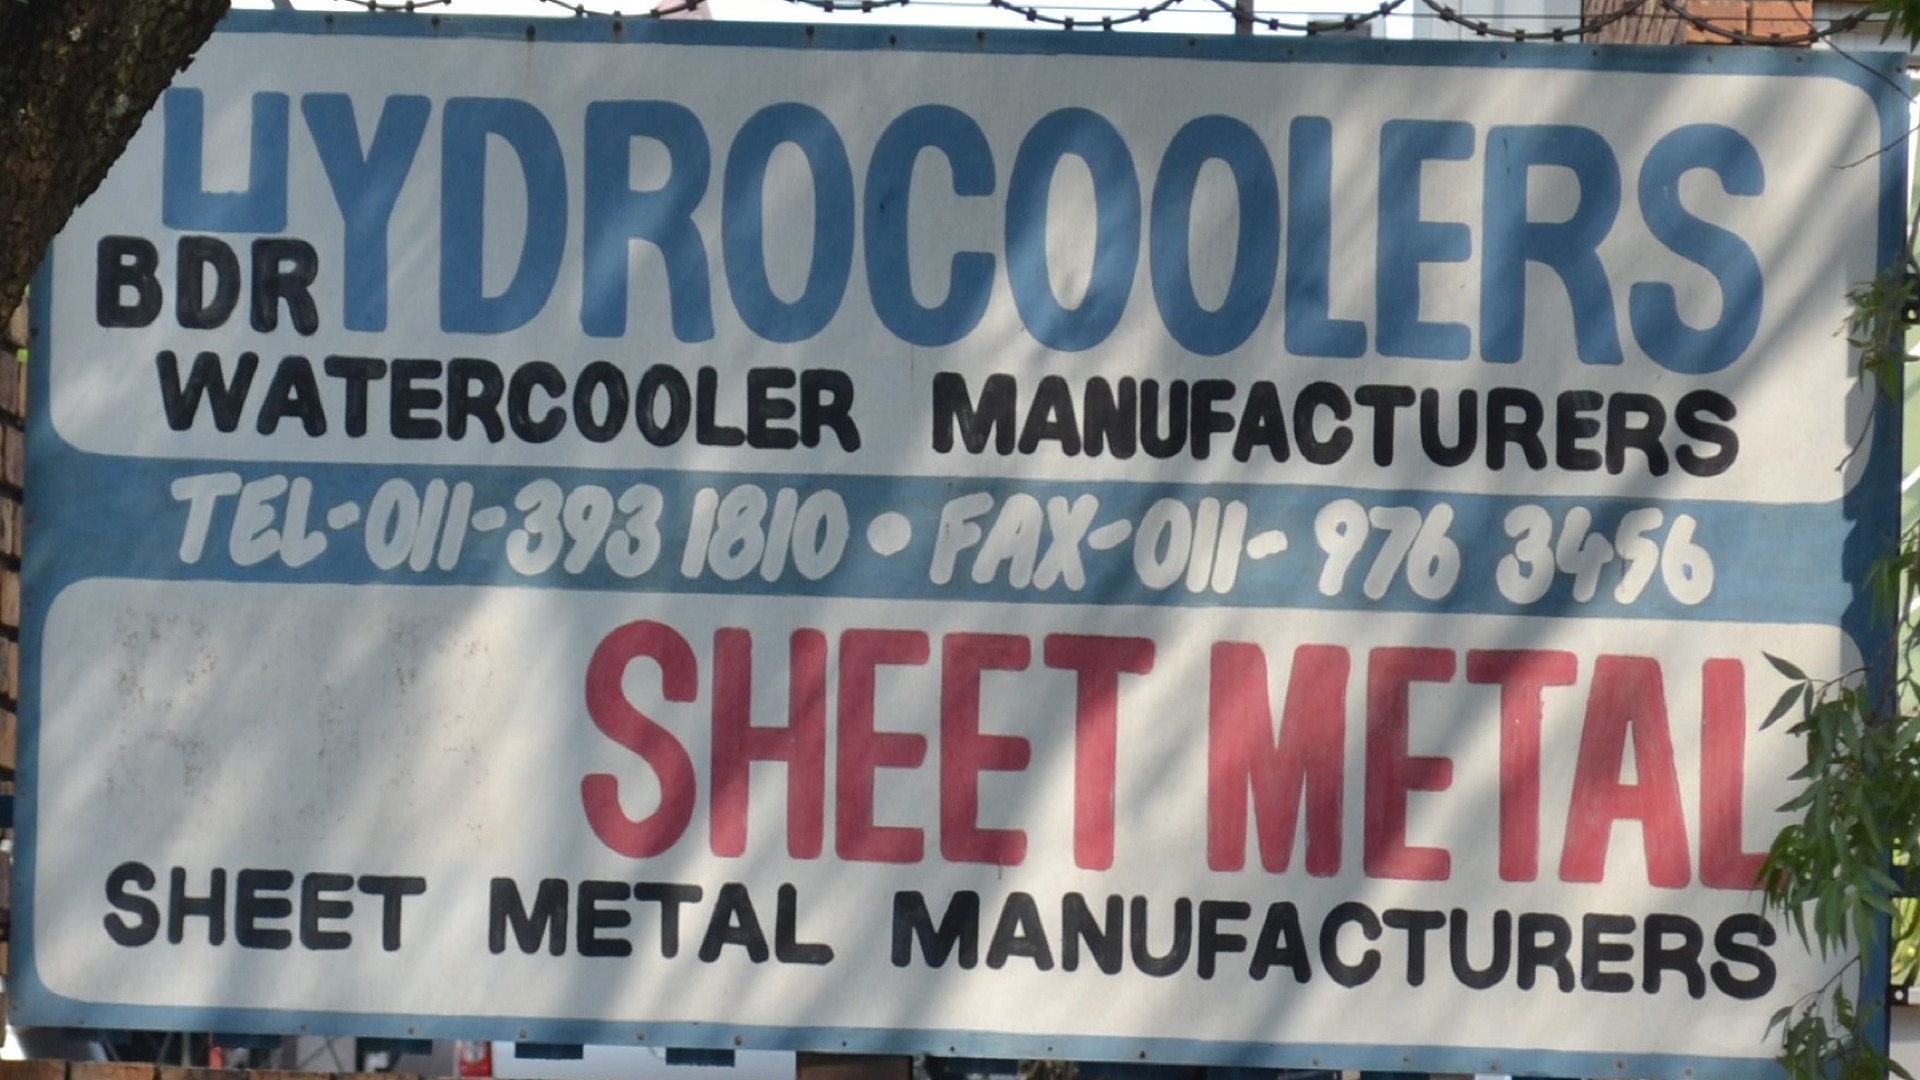 HYDROCOOLERS
BDR
WATERCOOLER MANUFACTURERS
TEL-011-393 1810 • FAX-011- 976 3456
SHEET METAL
SHEET METAL MANUFACTURERS